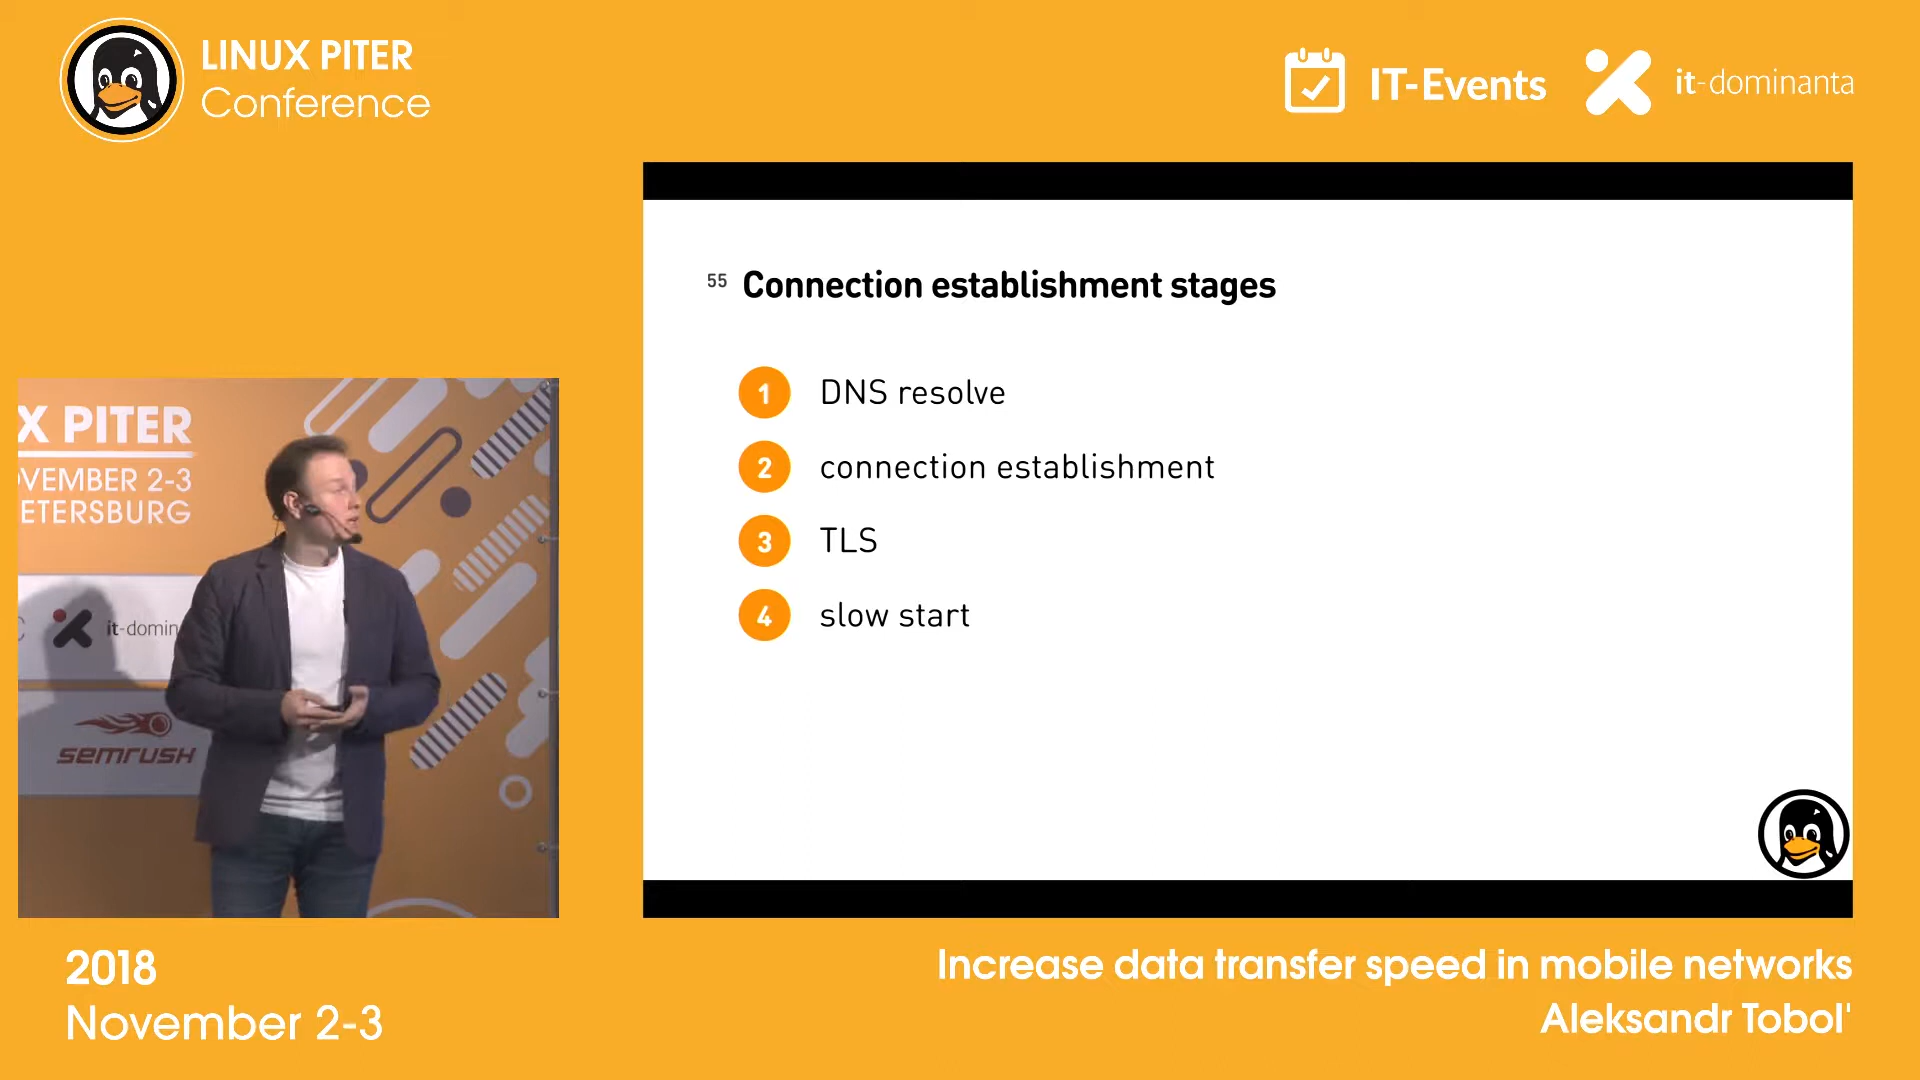 LINUX PITER
Conference
IT-Events
it-dominanta
55 Connection establishment stages
1 DNS resolve
2 connection establishment
3 TLS
4 slow start
X PITER
VEMBER 2-3
ETERSBURG
it-domin
semrush
2018
November 2-3
Increase data transfer speed in mobile networks
Aleksandr Tobol'